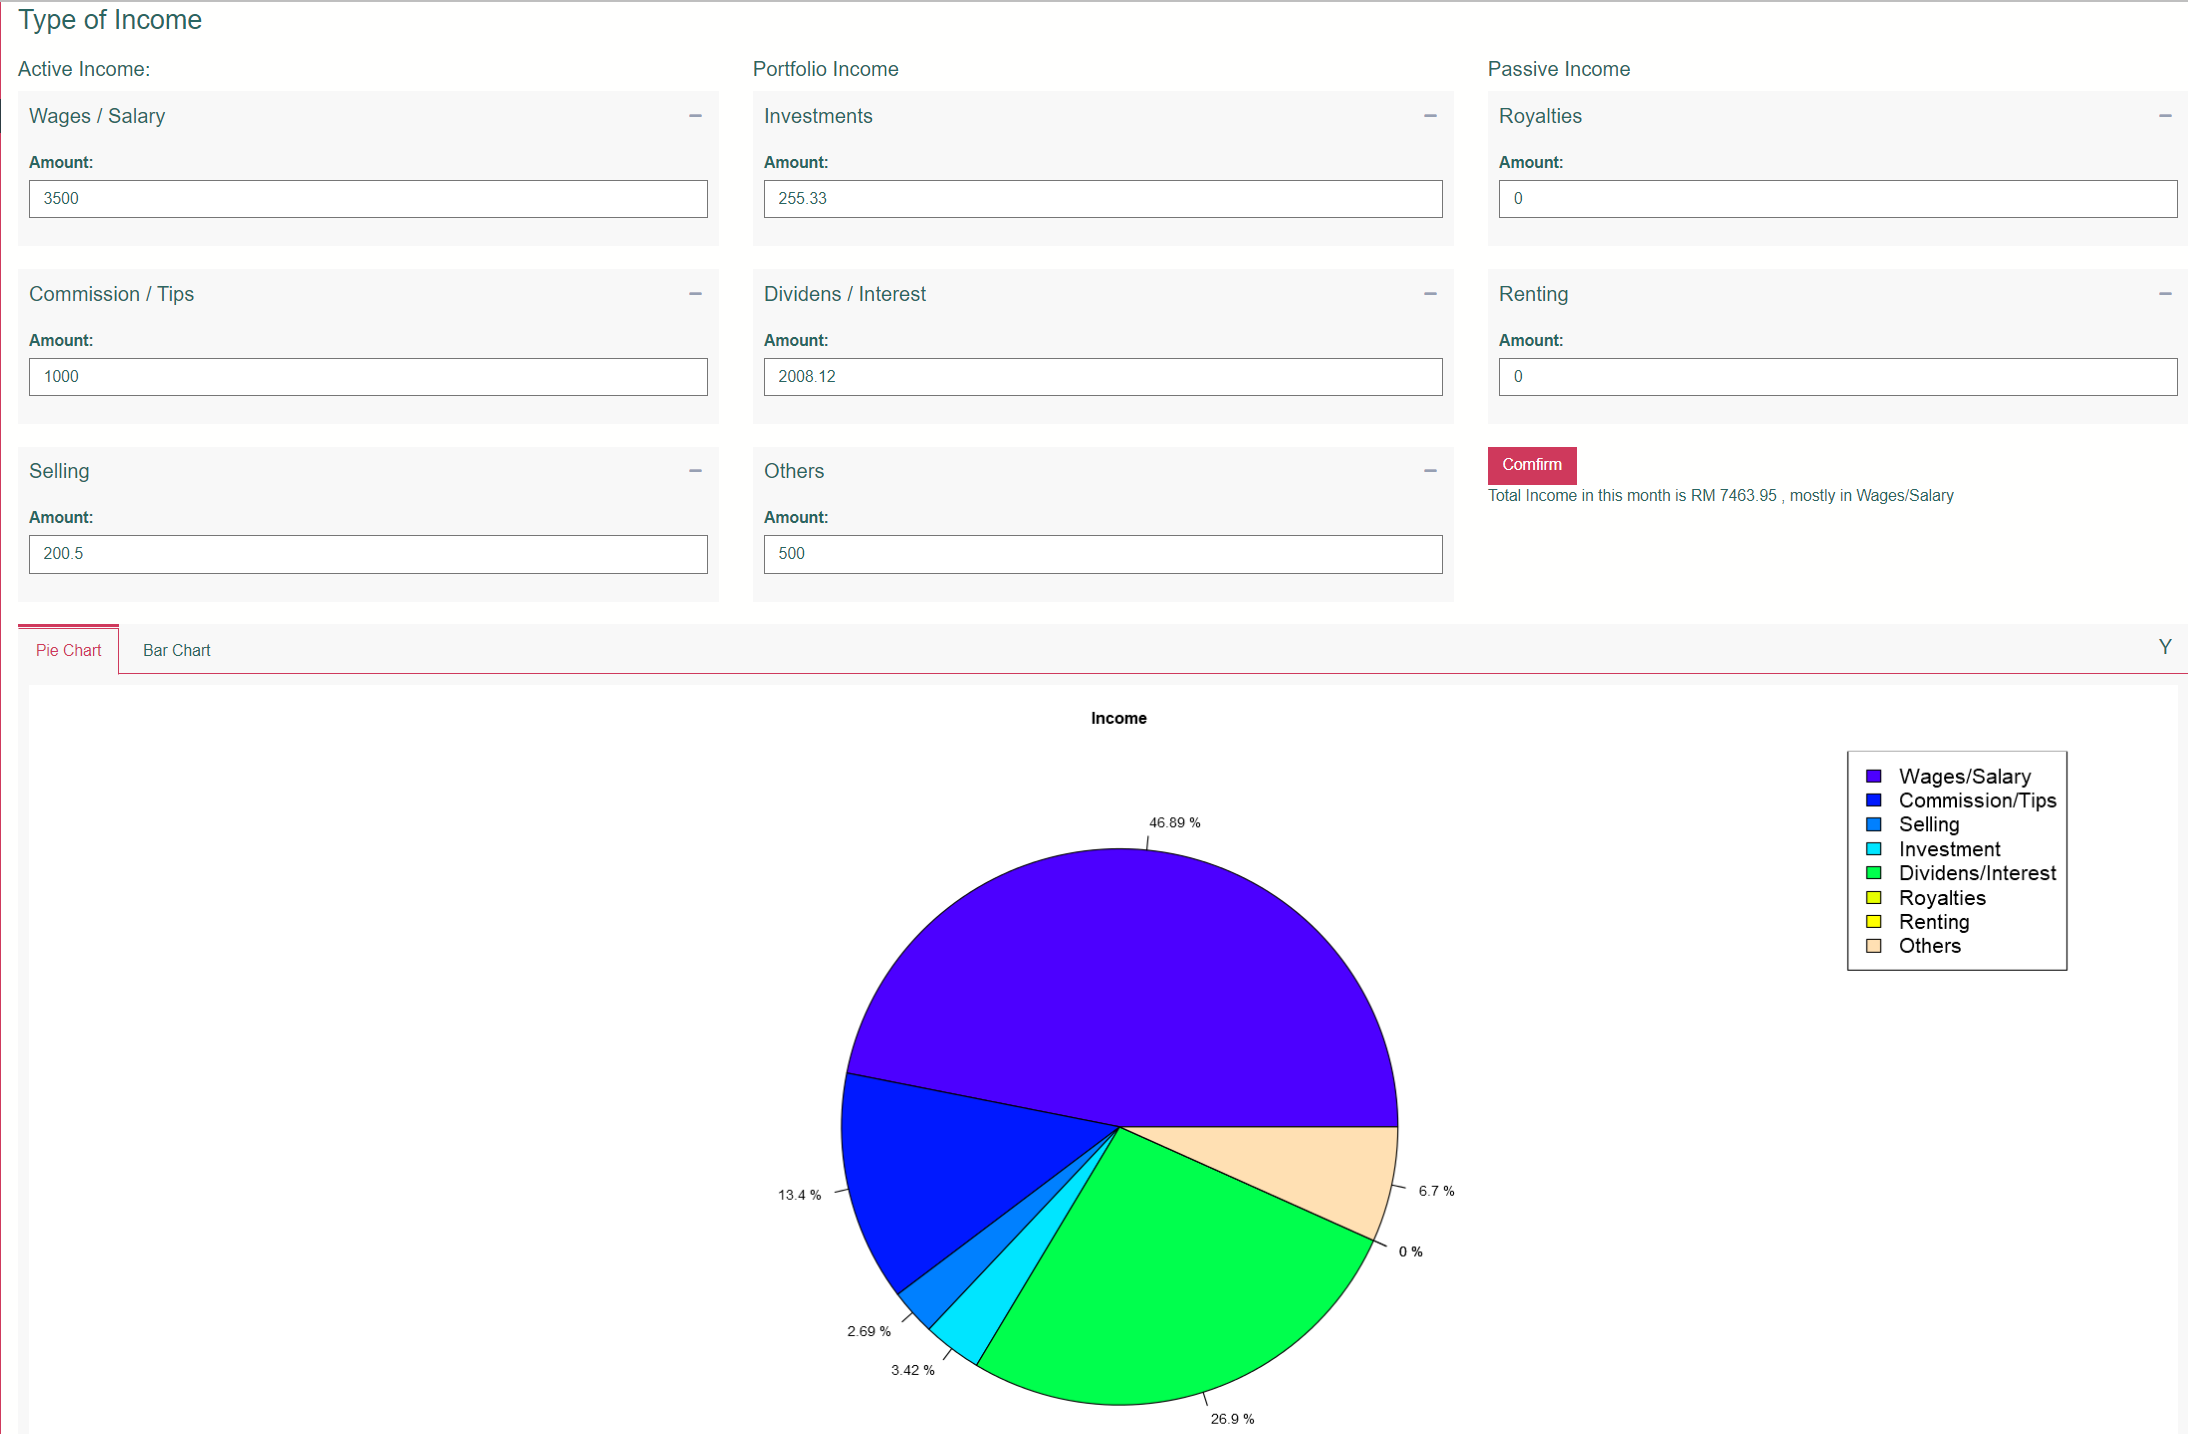 Type of Income
Active Income:
Portfolio Income
Passive Income
Wages / Salary
Investments
Royalties
Amount:
Amount:
Amount:
3500
255.33
0
Commission / Tips
Dividens / Interest
Renting
Amount:
Amount:
Amount:
1000
2008.12
0
Selling
Others
Comfirm
Total Income in this month is RM 7463.95 , mostly in Wages/Salary
Amount:
Amount:
200.5
500
Pie Chart
Bar Chart
Y
Income
Wages/Salary
Commission/Tips
Selling
Investment
Dividens/Interest
Royalties
Renting
Others
46.89 %
13.4 %
6.7 %
0 %
2.69 %
3.42 %
26.9 %